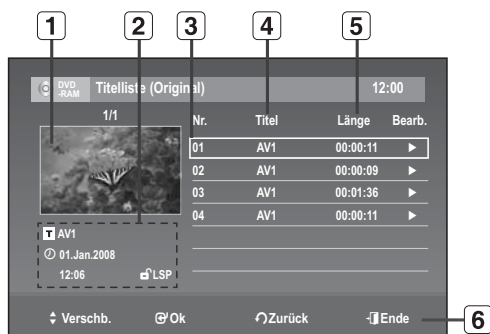 1 2 3 4 5
DVD
-RAM
Titelliste (Original) 12:00
1/1
Nr. Titel Länge Bearb.
01 AV1 00:00:11 ►
02 AV1 00:00:09 ►
03 AV1 00:01:36 ►
04 AV1 00:00:11 ►
T AV1
01.Jan.2008
12:06 LSP
Verschb. Ok Zurück Ende
6